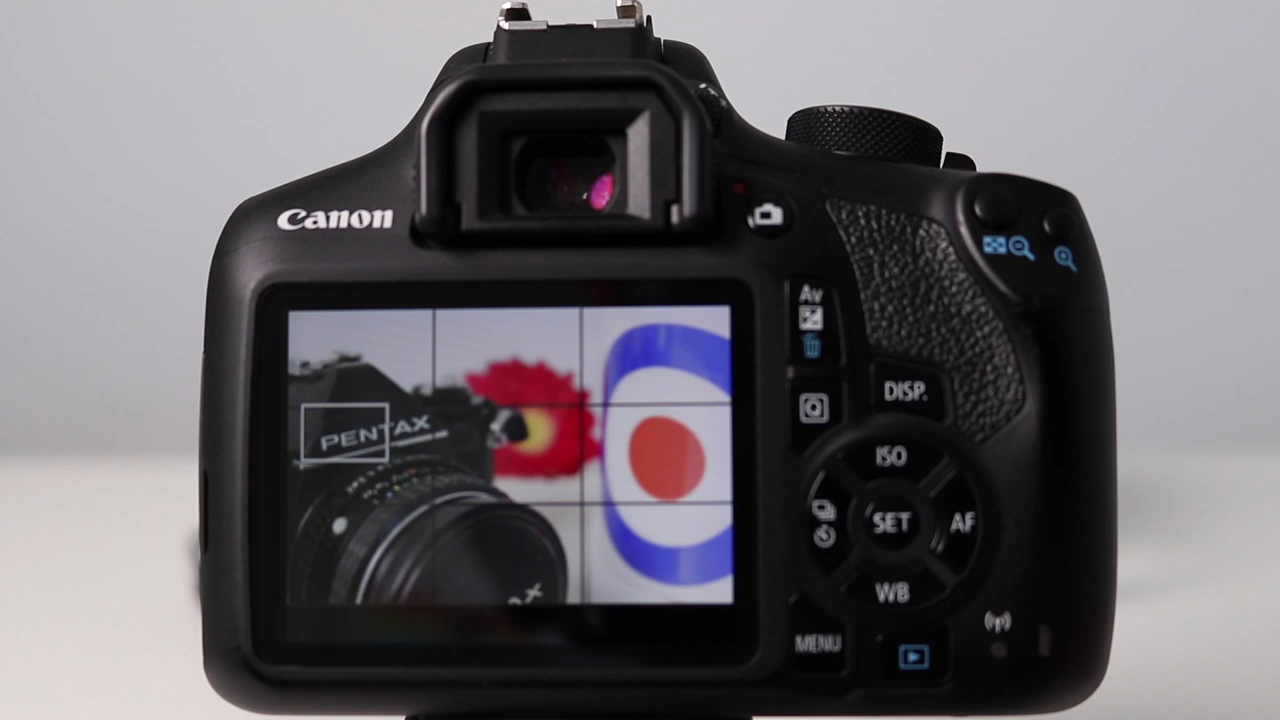 Canon
Av
Q
DISP.
PENTAX
ISO
SET
AF
WB
MENU